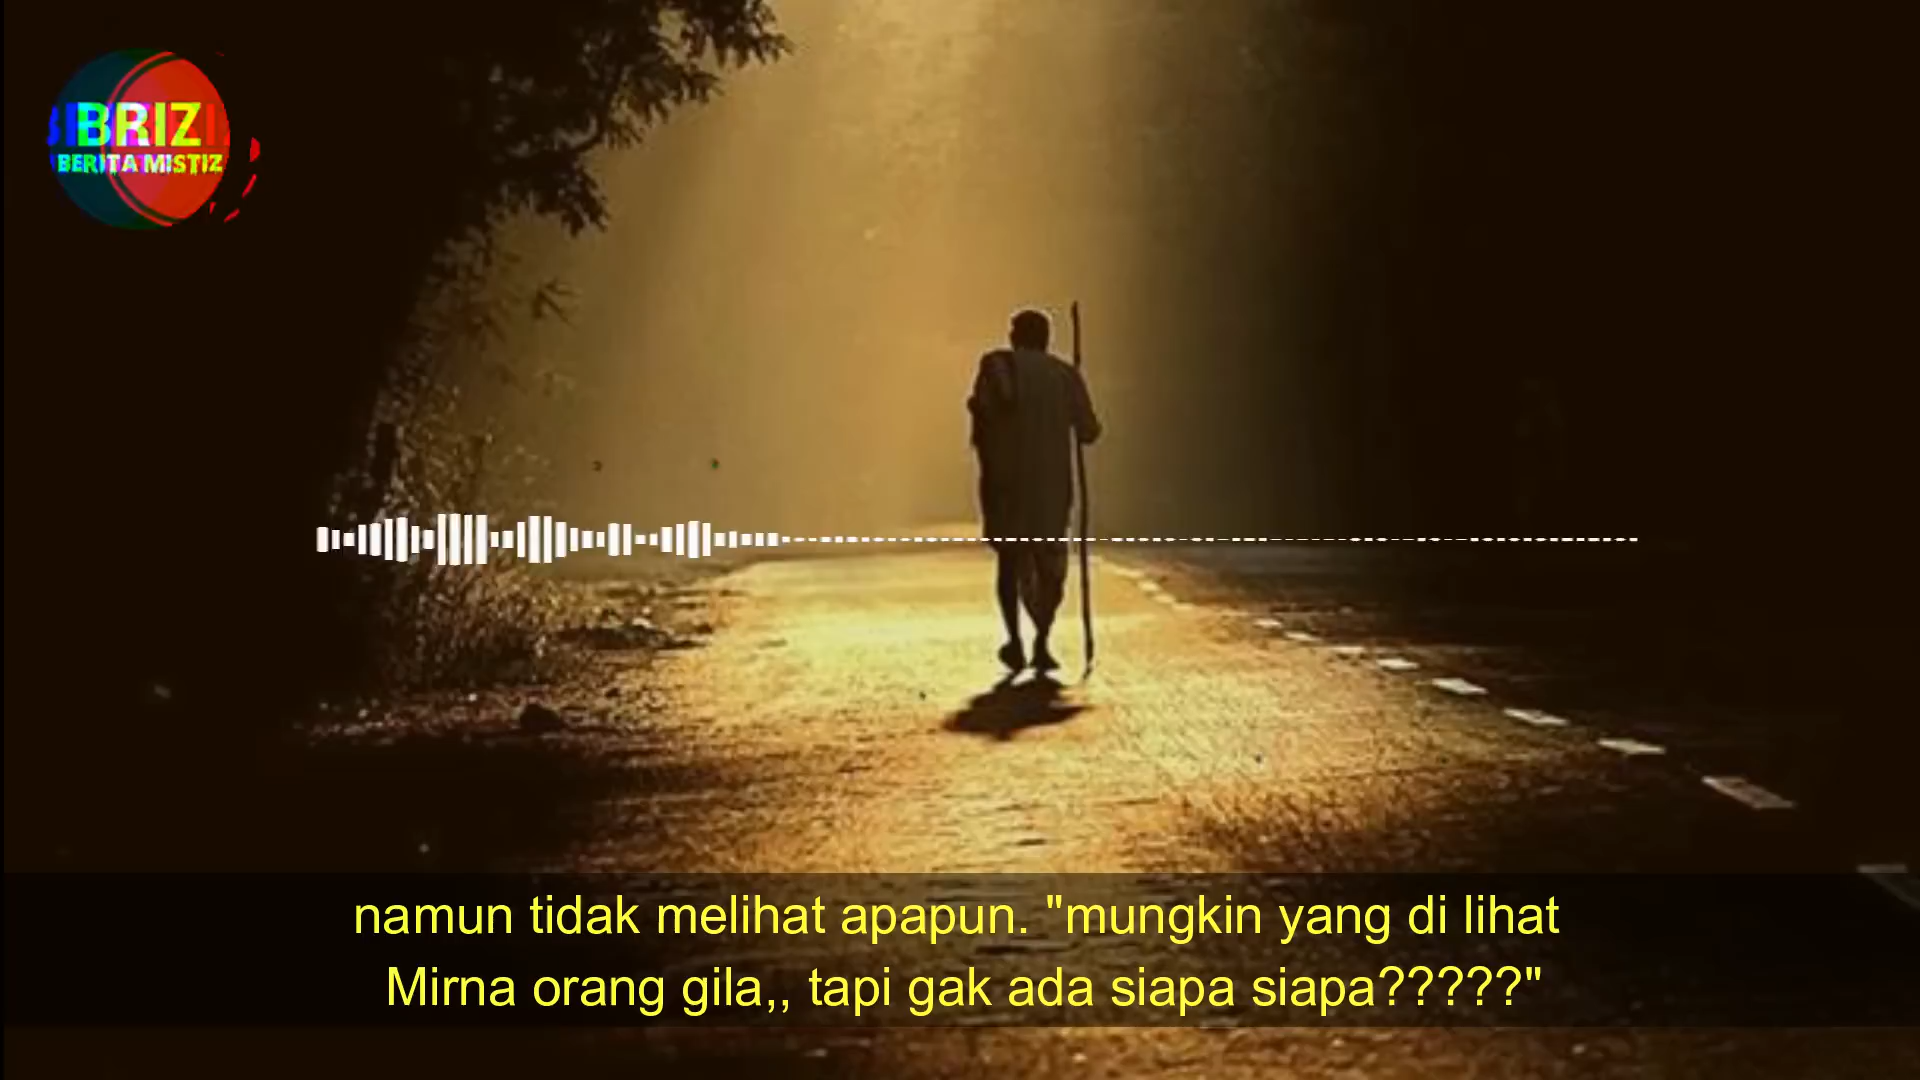 BRIZ
BERITA MISTIZ
namun tidak melihat apapun. "mungkin yang di lihat
Mirna orang gila,, tapi gak ada siapa siapa?????"